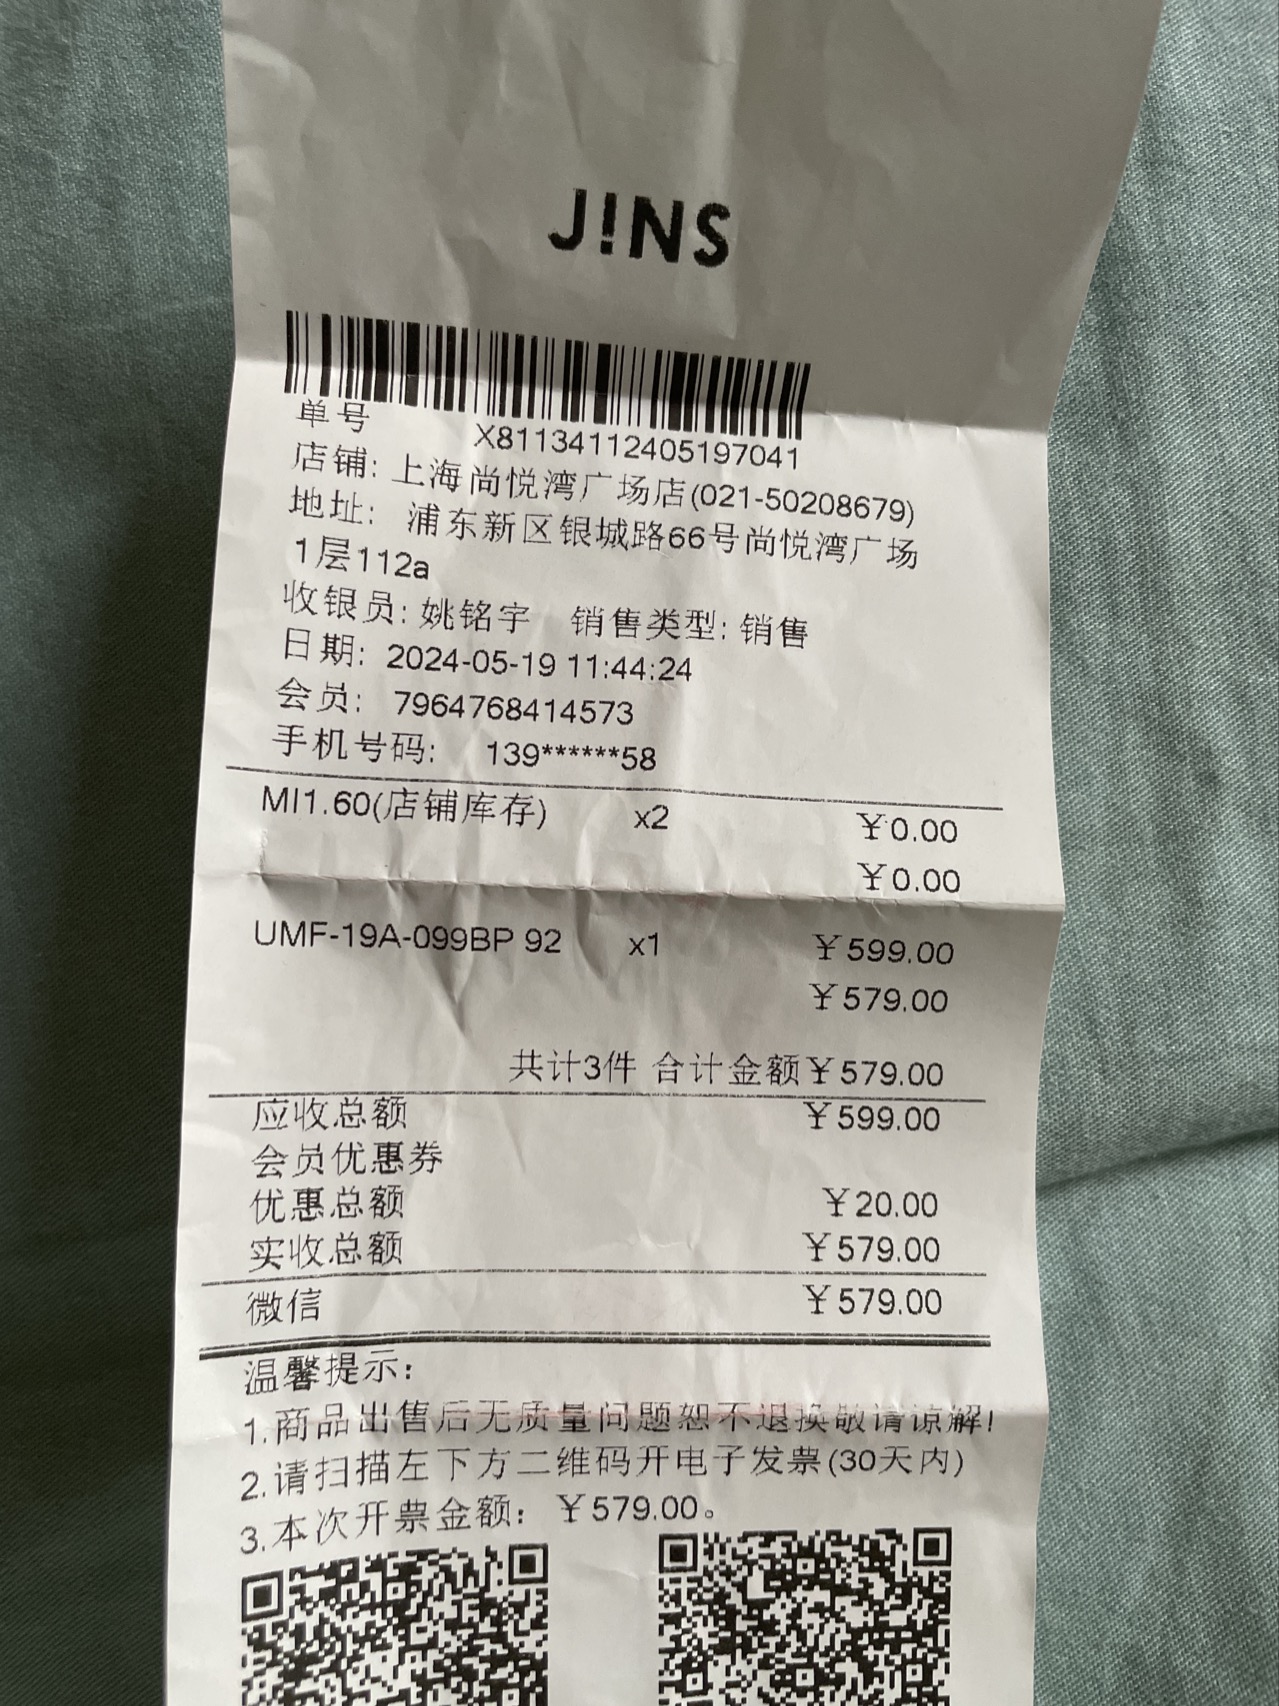 J!NS
单号 X81134112405197041
店铺: 上海尚悦湾广场店(021-50208679)
地址: 浦东新区银城路66号尚悦湾广场
1层112a
收银员: 姚铭宇 销售类型: 销售
日期: 2024-05-19 11:44:24
会员: 7964768414573
手机号码: 139******58
MI1.60(店铺库存) x2 ￥0.00
￥0.00
UMF-19A-099BP 92 x1 ￥599.00
￥579.00
共计3件 合计金额￥579.00
应收总额 ￥599.00
会员优惠券
优惠总额 ￥20.00
实收总额 ￥579.00
微信 ￥579.00
温馨提示:
1.商品出售后无质量问题恕不退换敬请谅解!
2.请扫描左下方二维码开电子发票(30天内)
3.本次开票金额: ￥579.00。